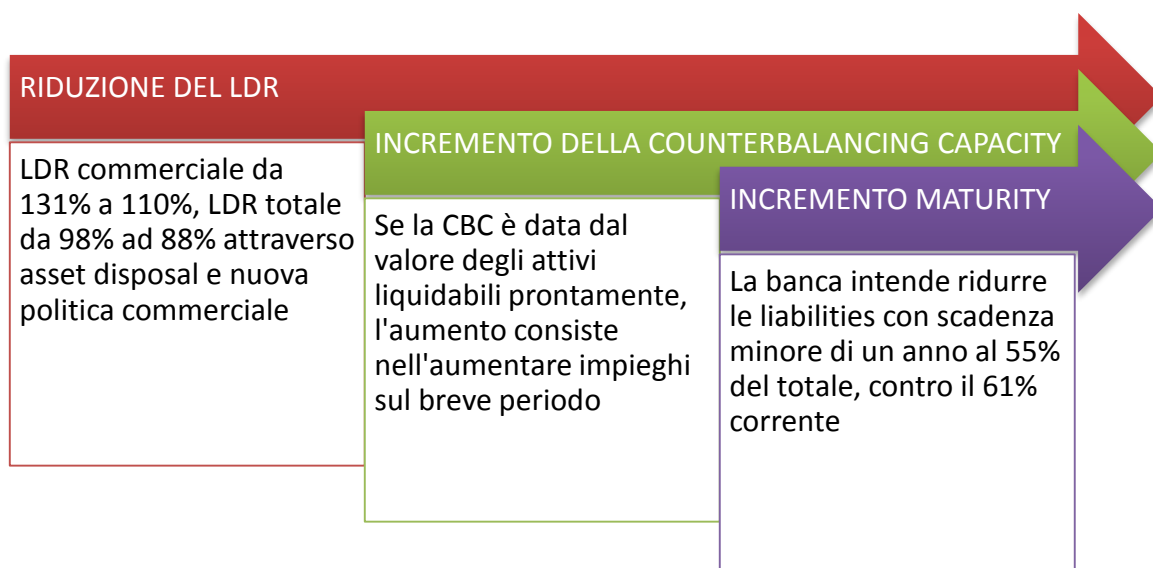 RIDUZIONE DEL LDR
LDR commerciale da
131% a 110%, LDR totale
da 98% ad 88% attraverso
asset disposal e nuova
politica commerciale
INCREMENTO DELLA COUNTERBALANCING CAPACITY
Se la CBC è data dal
valore degli attivi
liquidabili prontamente,
l'aumento consiste
nell'aumentare impieghi
sul breve periodo
INCREMENTO MATURITY
La banca intende ridurre
le liabilities con scadenza
minore di un anno al 55%
del totale, contro il 61%
corrente